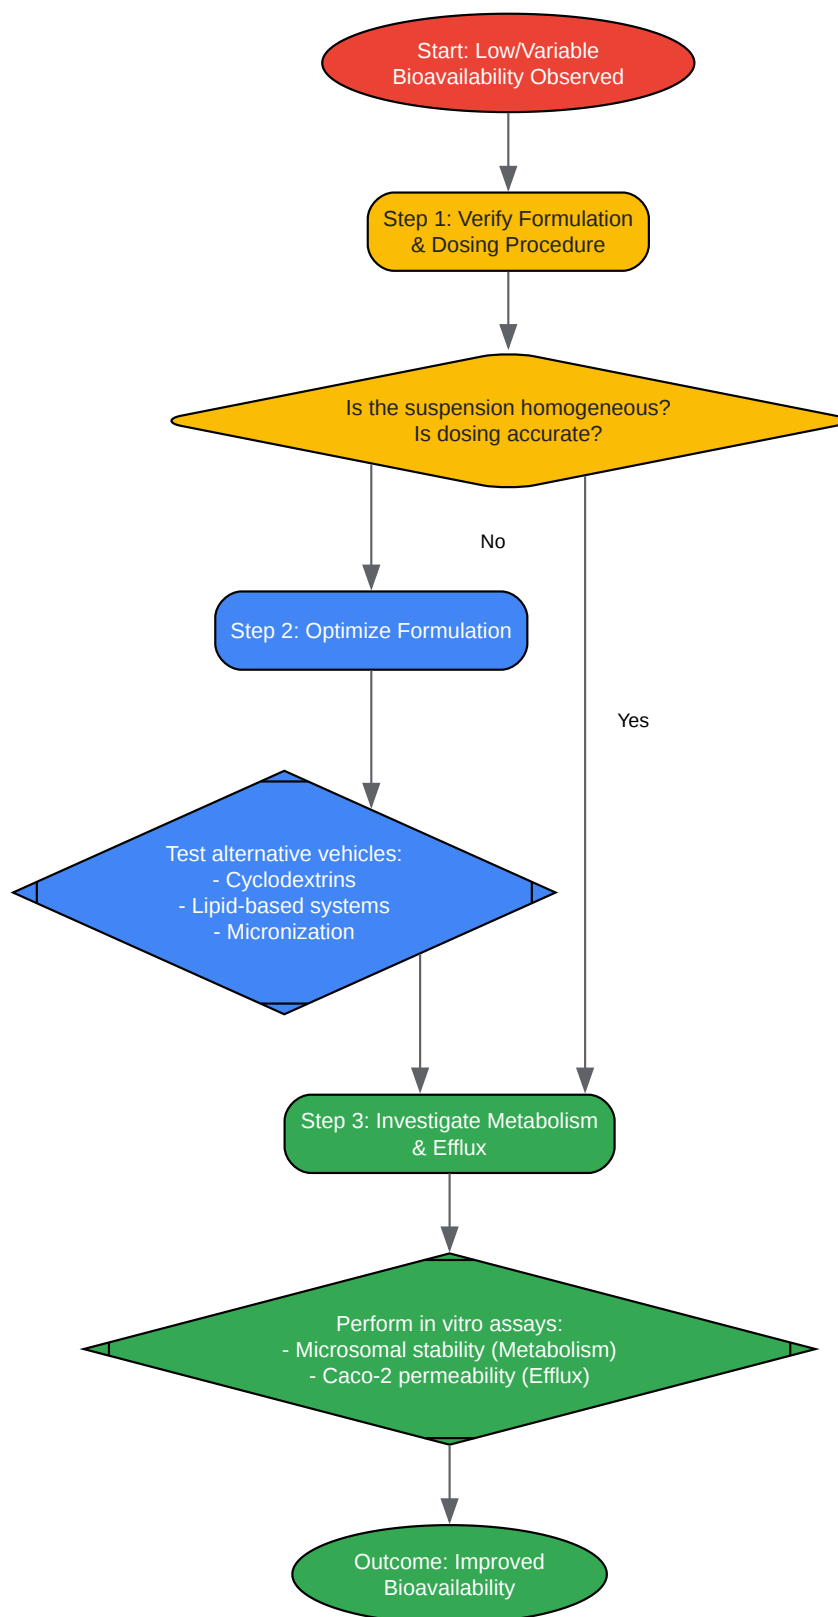 Start: Low/Variable
Bioavailability Observed
Step 1: Verify Formulation
& Dosing Procedure
Is the suspension homogeneous?
Is dosing accurate?
No
Step 2: Optimize Formulation
Yes
Test alternative vehicles:
- Cyclodextrins
- Lipid-based systems
- Micronization
Step 3: Investigate Metabolism
& Efflux
Perform in vitro assays:
- Microsomal stability (Metabolism)
- Caco-2 permeability (Efflux)
Outcome: Improved
Bioavailability